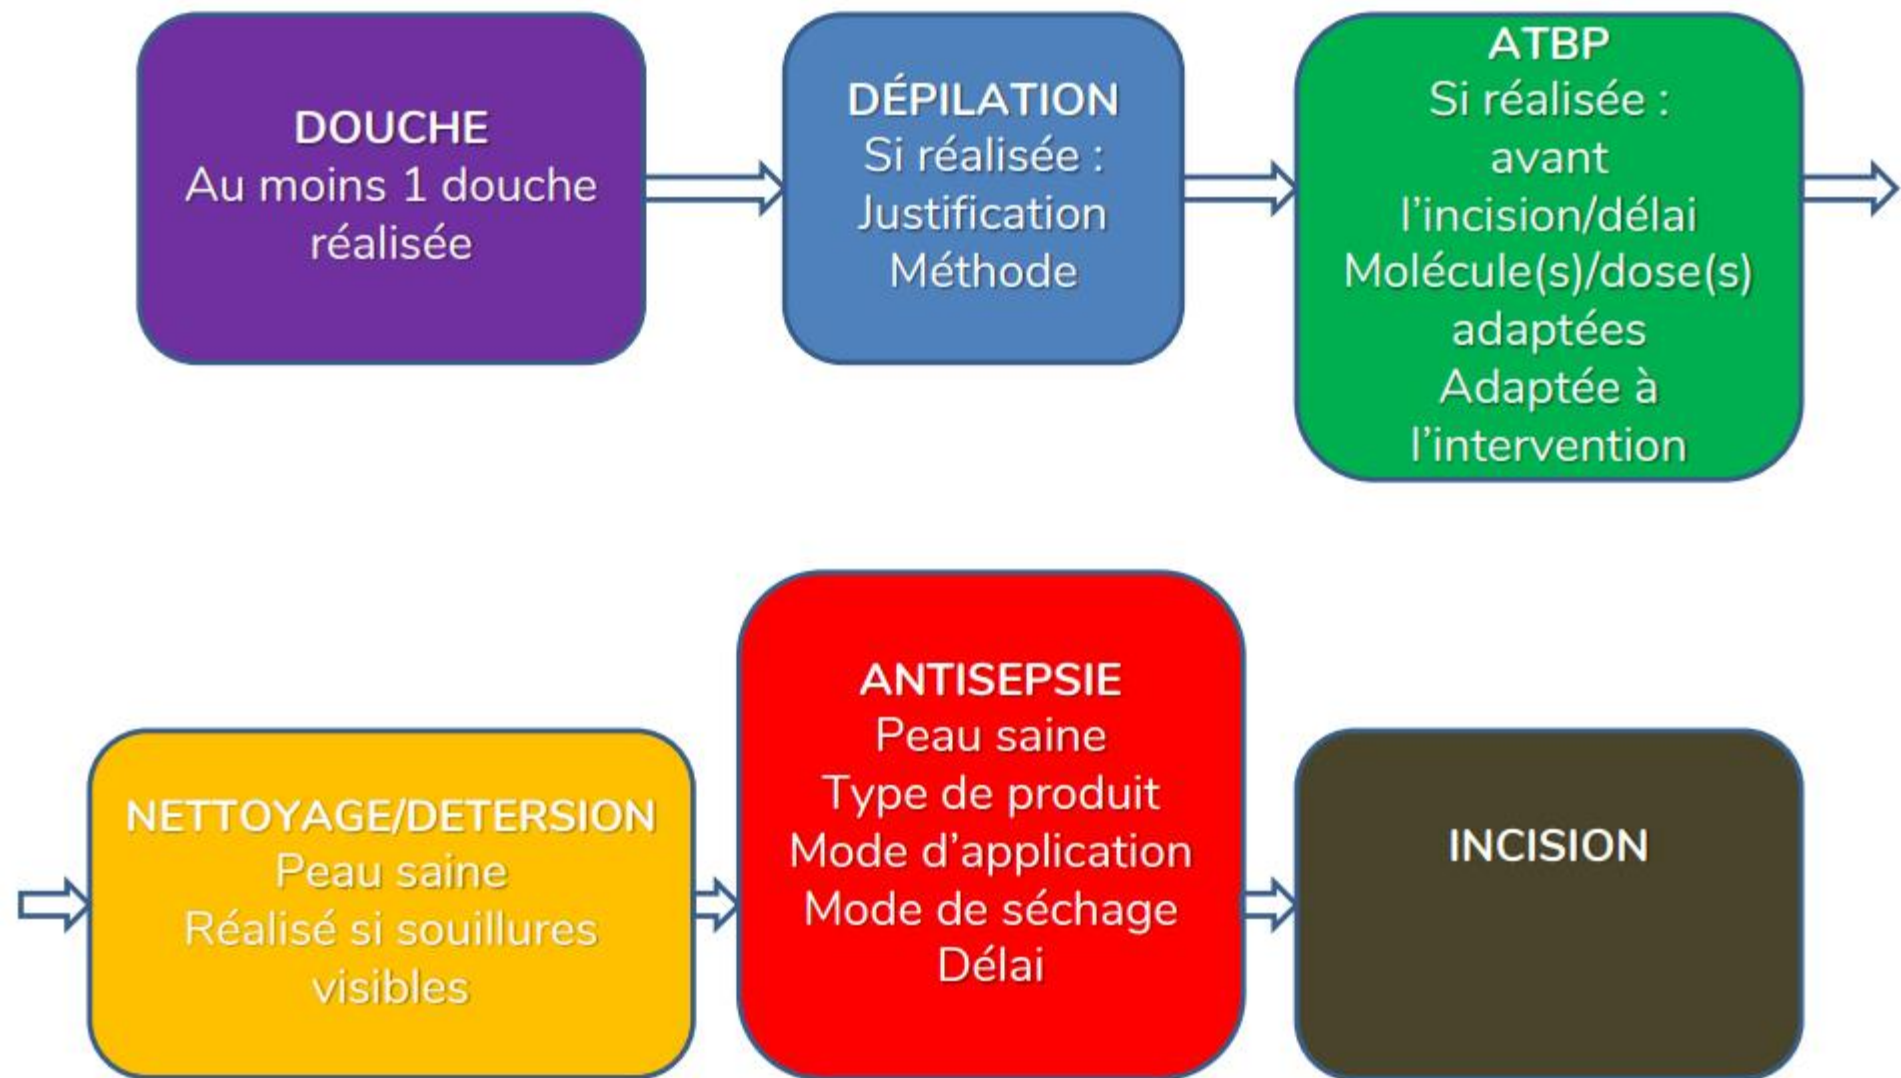 DOUCHE
Au moins 1 douche
réalisée
DÉPILATION
Si réalisée :
Justification
Méthode
ATBP
Si réalisée :
avant
l'incision/délai
Molécule(s)/dose(s)
adaptées
Adaptée à
l'intervention
NETTOYAGE/DETERSION
Peau saine
Réalisé si souillures
visibles
ANTISEPSIE
Peau saine
Type de produit
Mode d'application
Mode de séchage
Délai
INCISION